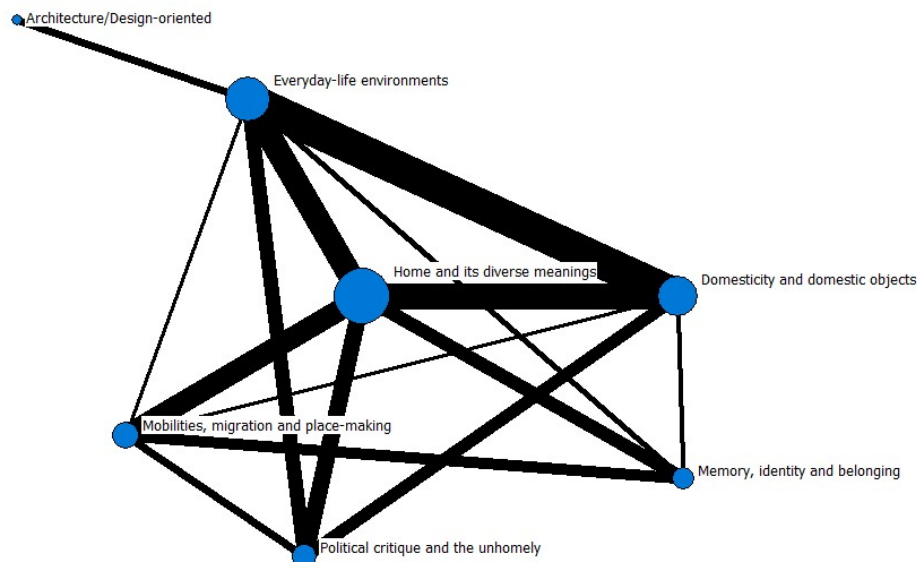 Architecture/Design-oriented
Everyday-life environments
Home and its diverse meanings
Domesticity and domestic objects
Mobilities, migration and place-making
Memory, identity and belonging
Political critique and the unhomely